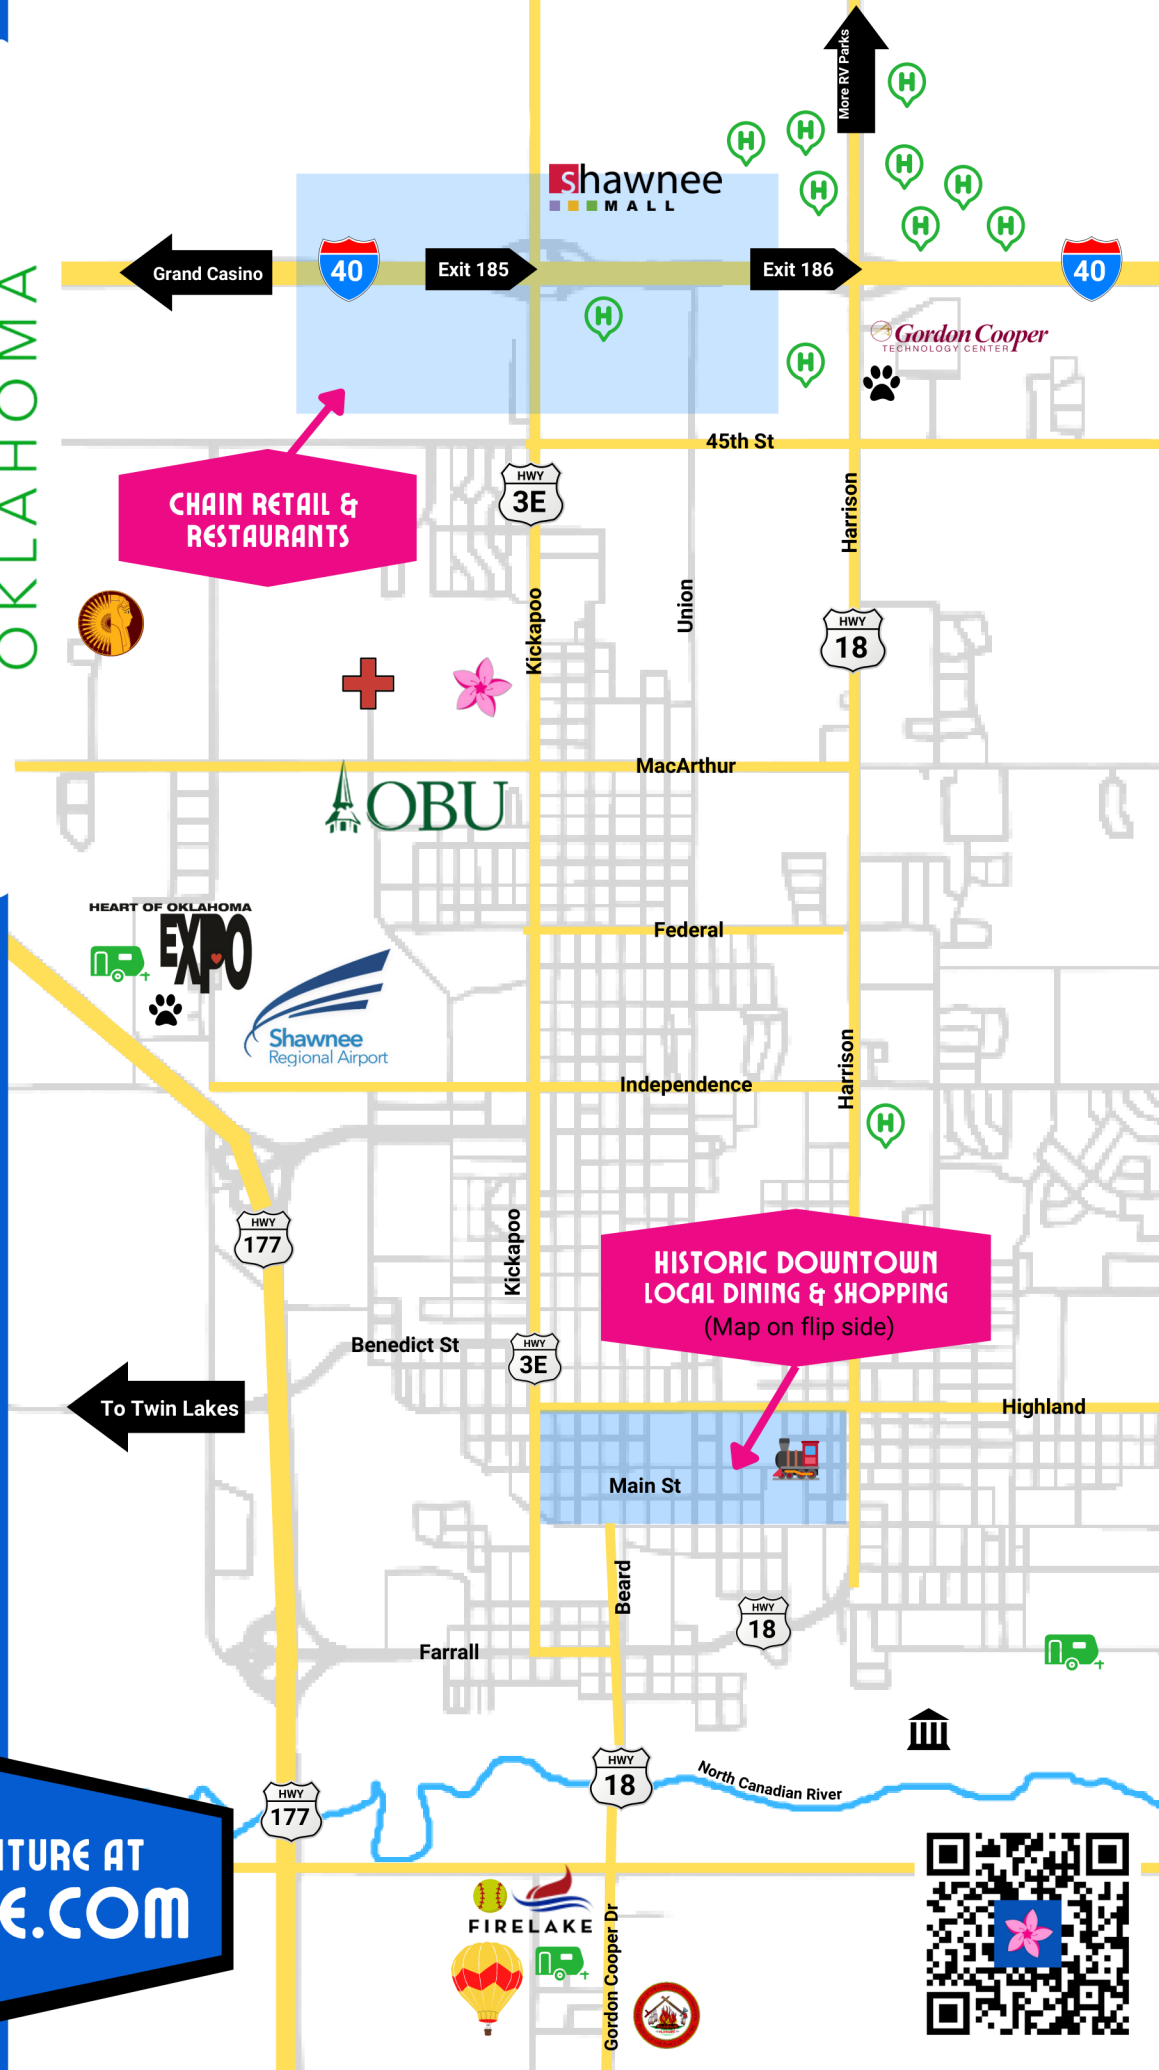 More RV Parks
H
H
H
H
H
H
H
H
shawnee
MALL
Grand Casino
40
Exit 185
Exit 186
40
H
H
Gordon Cooper
TECHNOLOGY CENTER
OKLAHOMA
45th St
HWY
3E
CHAIN RETAIL &
RESTAURANTS
Harrison
Kickapoo
Union
HWY
18
MacArthur
OBU
HEART OF OKLAHOMA
EXPO
Federal
Shawnee
Regional Airport
Independence
Harrison
H
HWY
177
Kickapoo
HISTORIC DOWNTOWN
LOCAL DINING & SHOPPING
(Map on flip side)
Benedict St
HWY
3E
To Twin Lakes
Highland
Main St
Beard
HWY
18
Farrall
HWY
18
North Canadian River
HWY
177
TURE AT
E.COM
FIRELAKE
Gordon Cooper Dr